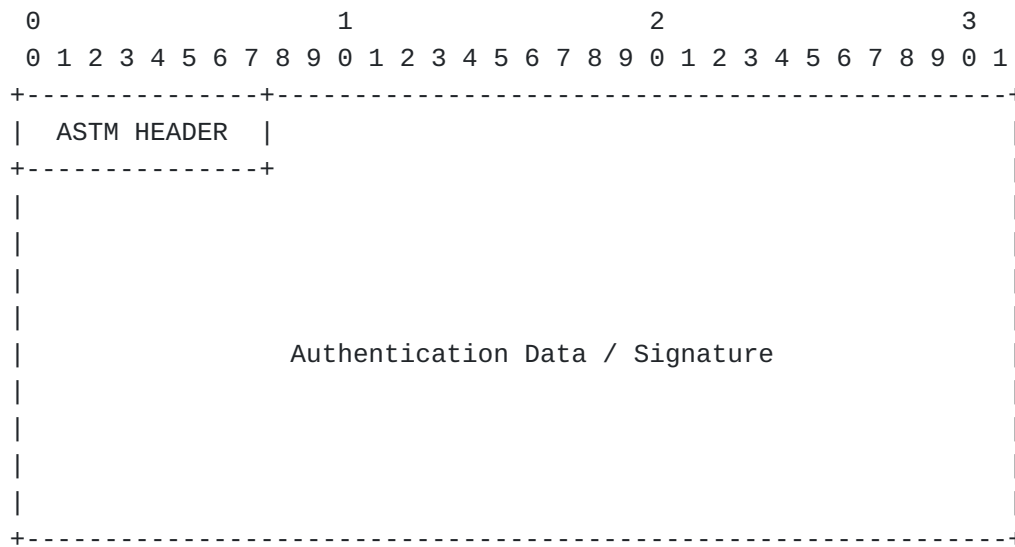 0                   1                   2                   3
 0 1 2 3 4 5 6 7 8 9 0 1 2 3 4 5 6 7 8 9 0 1 2 3 4 5 6 7 8 9 0 1
+---------------+-----------------------------------------------+
|  ASTM HEADER  |                                               |
+---------------+                                               |
|                                                               |
|                                                               |
|                                                               |
|                                                               |
|                 Authentication Data / Signature               |
|                                                               |
|                                                               |
|                                                               |
|                                                               |
+---------------------------------------------------------------+